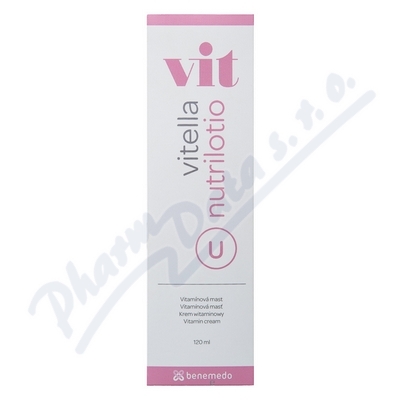 vit
vitella
nutrilotio
U
Vitamínová mast
Vitamínová masť
Krem witaminowy
Vitamin cream
120 ml
benemedo
PharmData s. r. o.